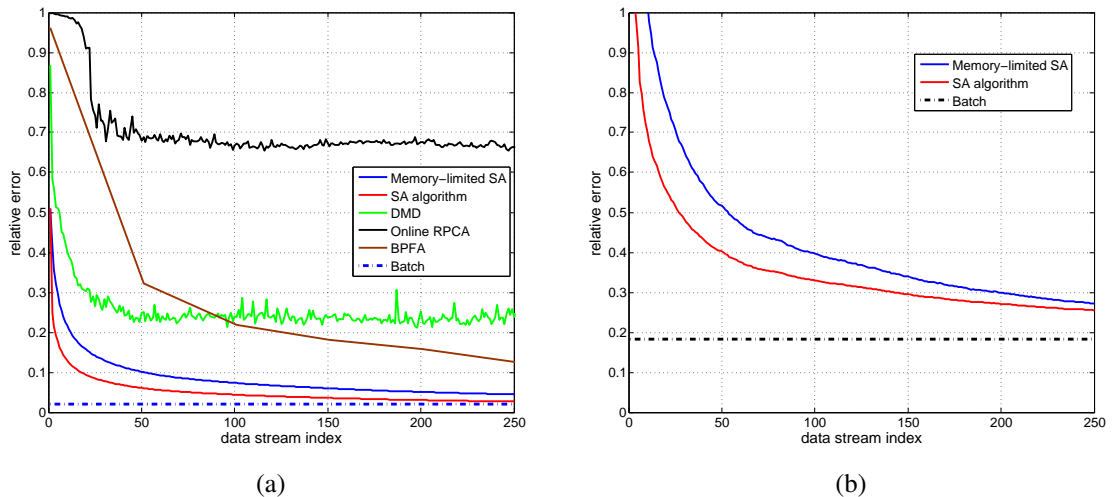 1
0.9
0.8
0.7
0.6
0.5
0.4
0.3
0.2
0.1
0
relative error
0 50 100 150 200 250
data stream index
Memory−limited SA
SA algorithm
DMD
Online RPCA
BPFA
Batch
(a)
1
0.9
0.8
0.7
0.6
0.5
0.4
0.3
0.2
0.1
0
relative error
0 50 100 150 200 250
data stream index
Memory−limited SA
SA algorithm
Batch
(b)